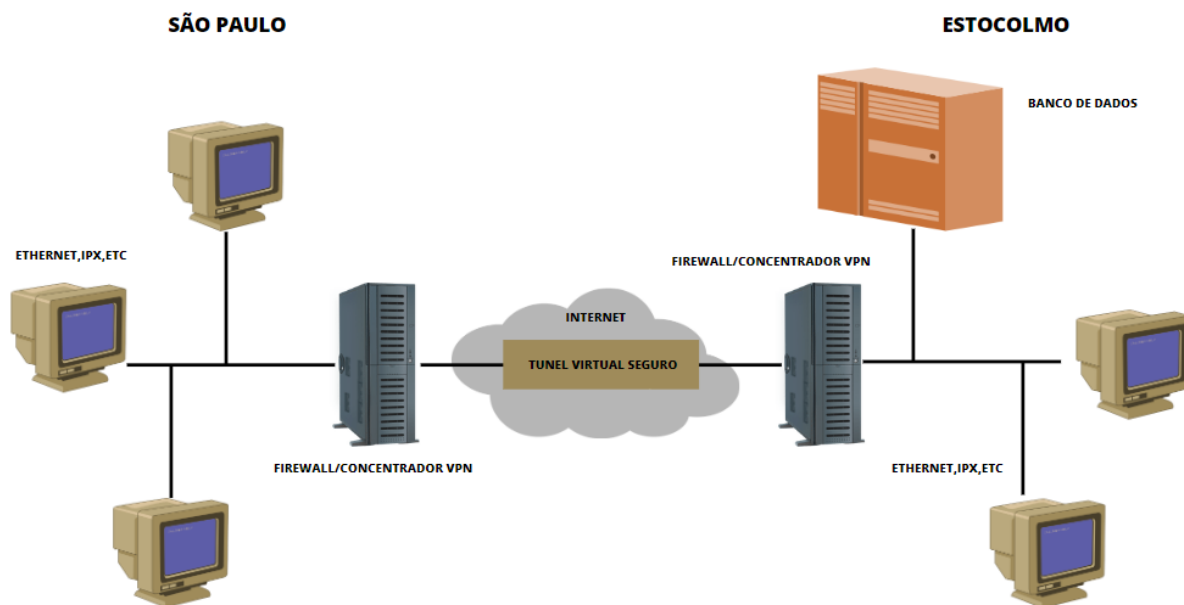 SÃO PAULO
ESTOCOLMO
BANCO DE DADOS
ETHERNET,IPX,ETC
FIREWALL/CONCENTRADOR VPN
INTERNET
TUNEL VIRTUAL SEGURO
FIREWALL/CONCENTRADOR VPN
ETHERNET,IPX,ETC